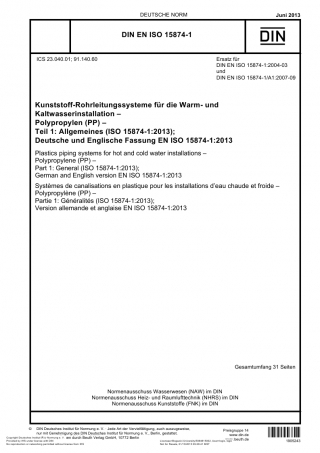 DEUTSCHE NORM
Juni 2013
DIN EN ISO 15874-1
DIN
ICS 23.040.01; 91.140.60
Ersatz für
DIN EN ISO 15874-1:2004-03
und
DIN EN ISO 15874-1/A1:2007-09
Kunststoff-Rohrleitungssysteme für die Warm- und
Kaltwasserinstallation –
Polypropylen (PP) –
Teil 1: Allgemeines (ISO 15874-1:2013);
Deutsche und Englische Fassung EN ISO 15874-1:2013
Plastics piping systems for hot and cold water installations –
Polypropylene (PP) –
Part 1: General (ISO 15874-1:2013);
German and English version EN ISO 15874-1:2013
Systèmes de canalisations en plastique pour les installations d'eau chaude et froide –
Polypropylène (PP) –
Partie 1: Généralités (ISO 15874-1:2013);
Version allemande et anglaise EN ISO 15874-1:2013
Gesamtumfang 31 Seiten
Normenausschuss Wasserwesen (NAW) im DIN
Normenausschuss Heiz- und Raumlufttechnik (NHRS) im DIN
Normenausschuss Kunststoffe (FNK) im DIN
© DIN Deutsches Institut für Normung e. V. · Jede Art der Vervielfältigung, auch auszugsweise,
nur mit Genehmigung des DIN Deutsches Institut für Normung e. V., Berlin, gestattet.
Preisgruppe 14
www.din.de
www.beuth.de